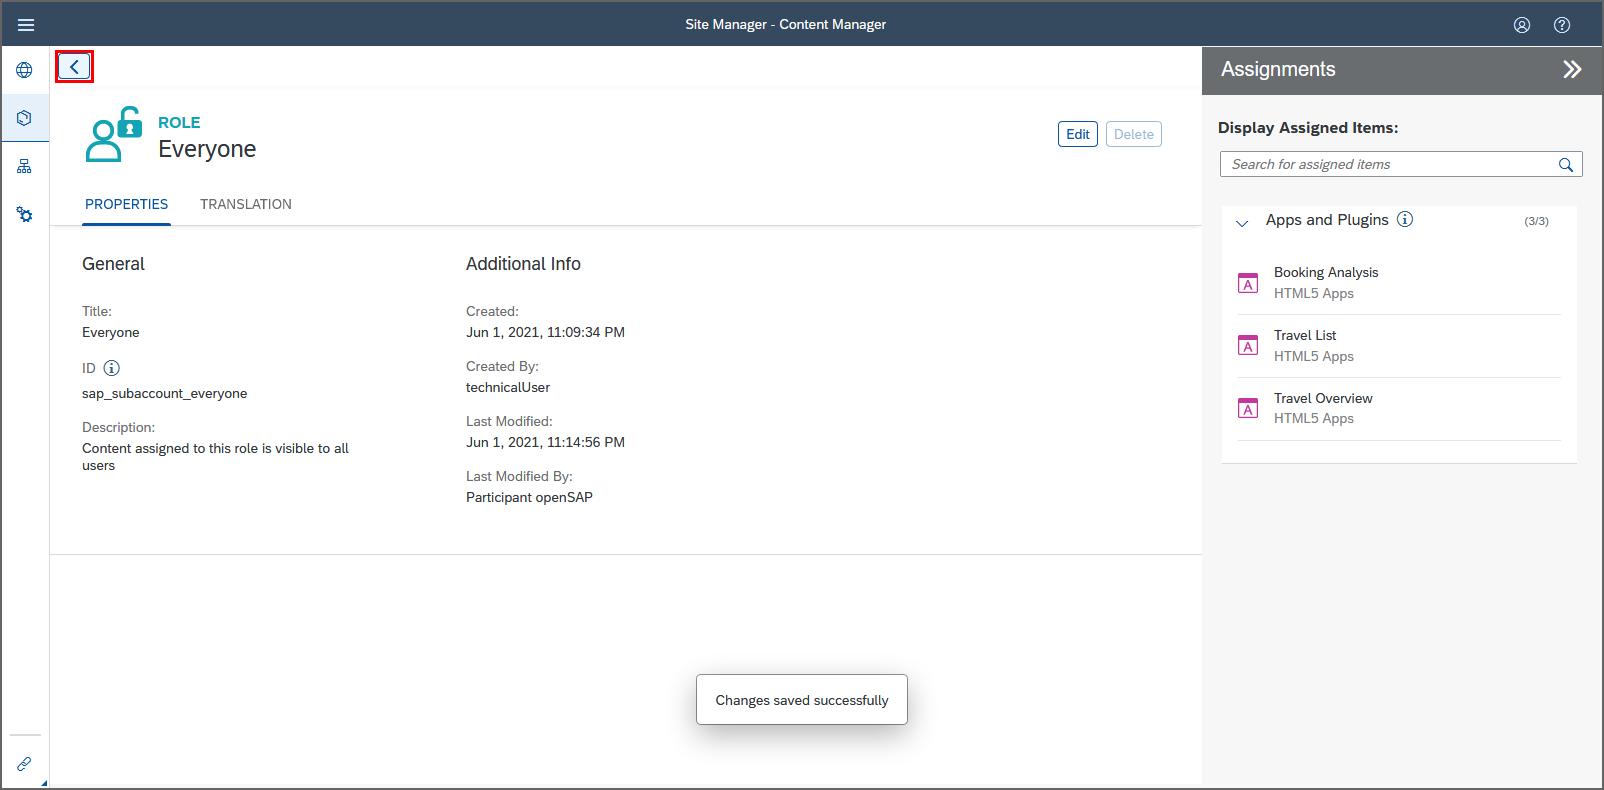 Site Manager - Content Manager
ROLE
Everyone
Edit
Delete
PROPERTIES
TRANSLATION
General
Title:
Everyone
ID
sap_subaccount_everyone
Description:
Content assigned to this role is visible to all
users
Additional Info
Created:
Jun 1, 2021, 11:09:34 PM
Created By:
technicalUser
Last Modified:
Jun 1, 2021, 11:14:56 PM
Last Modified By:
Participant openSAP
Changes saved successfully
Assignments
Display Assigned Items:
Search for assigned items
Apps and Plugins
(3/3)
A
Booking Analysis
HTML5 Apps
A
Travel List
HTML5 Apps
A
Travel Overview
HTML5 Apps